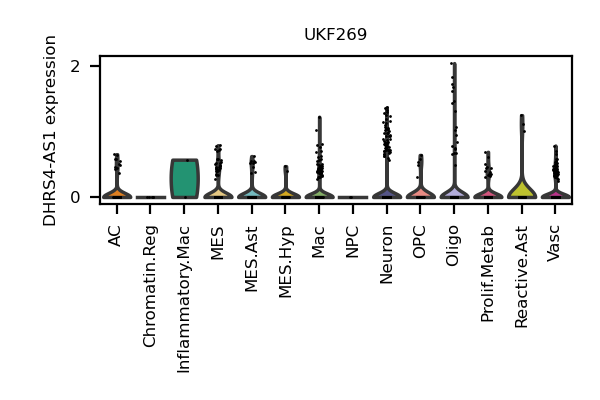 UKF269
DHRS4-AS1 expression
2
0
AC
Chromatin.Reg
Inflammatory.Mac
MES
MES.Ast
MES.Hyp
Mac
NPC
Neuron
OPC
Oligo
Prolif.Metab
Reactive.Ast
Vasc